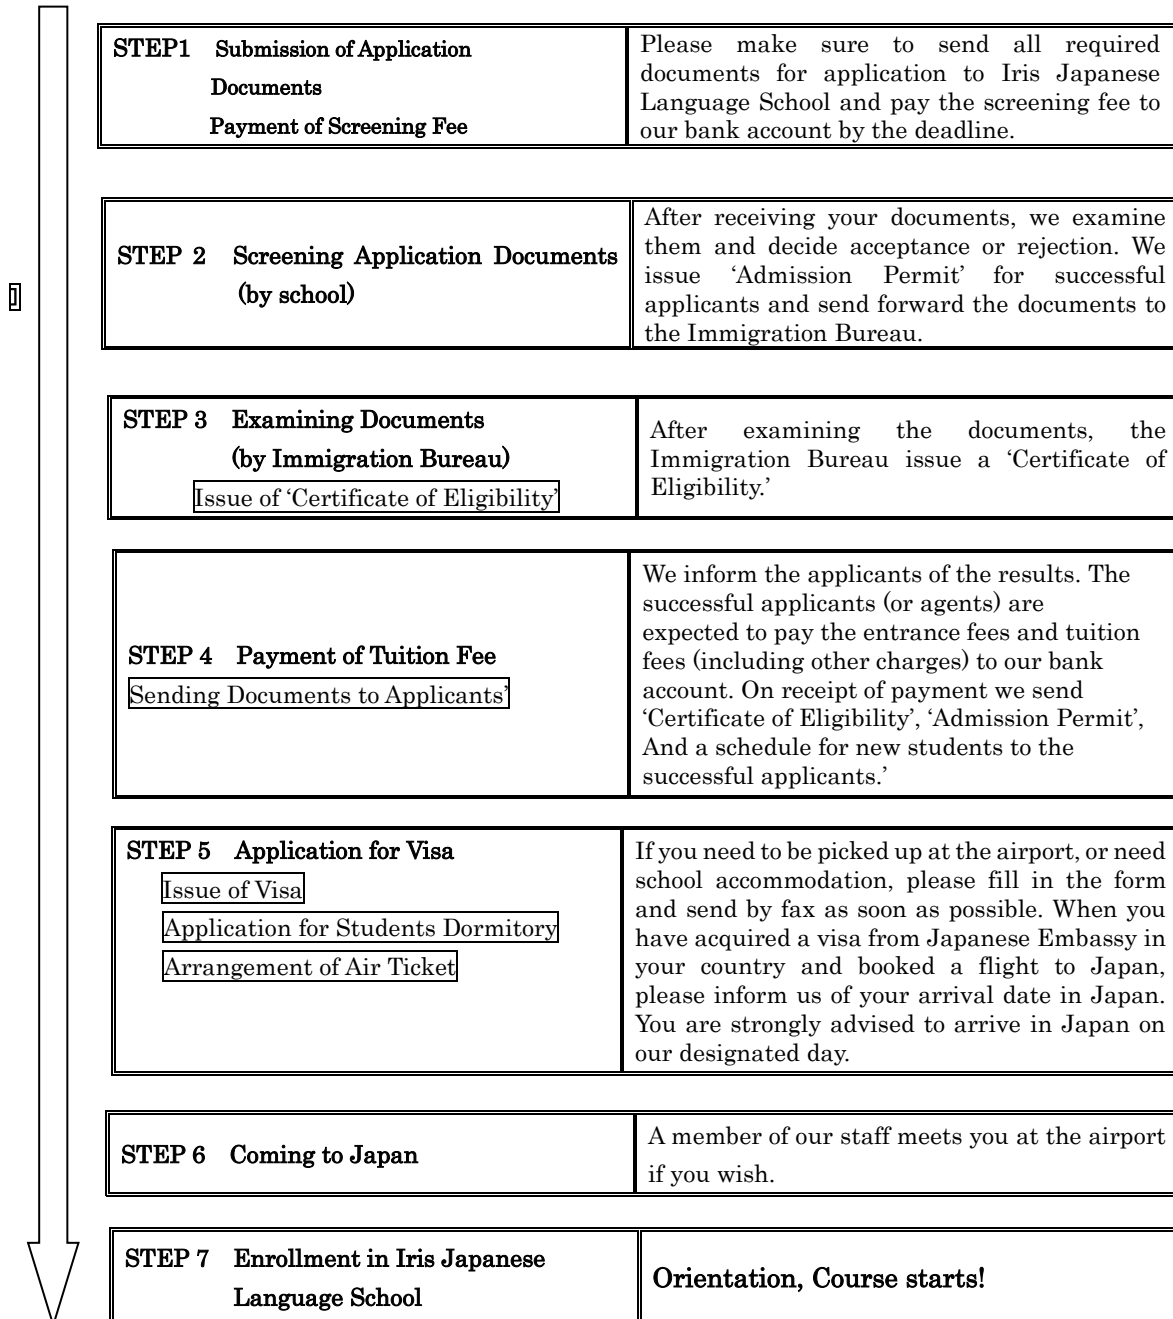 STEP1 Submission of Application
Documents
Payment of Screening Fee
Please make sure to send all required
documents for application to Iris Japanese
Language School and pay the screening fee to
our bank account by the deadline.
STEP 2 Screening Application Documents
(by school)
After receiving your documents, we examine
them and decide acceptance or rejection. We
issue ‘Admission Permit’ for successful
applicants and send forward the documents to
the Immigration Bureau.
STEP 3 Examining Documents
(by Immigration Bureau)
Issue of ‘Certificate of Eligibility’
After examining the documents, the
Immigration Bureau issue a ‘Certificate of
Eligibility.’
STEP 4 Payment of Tuition Fee
Sending Documents to Applicants’
We inform the applicants of the results. The
successful applicants (or agents) are
expected to pay the entrance fees and tuition
fees (including other charges) to our bank
account. On receipt of payment we send
‘Certificate of Eligibility’, ‘Admission Permit’,
And a schedule for new students to the
successful applicants.’
STEP 5 Application for Visa
Issue of Visa
Application for Students Dormitory
Arrangement of Air Ticket
If you need to be picked up at the airport, or need
school accommodation, please fill in the form
and send by fax as soon as possible. When you
have acquired a visa from Japanese Embassy in
your country and booked a flight to Japan,
please inform us of your arrival date in Japan.
You are strongly advised to arrive in Japan on
our designated day.
STEP 6 Coming to Japan
A member of our staff meets you at the airport
if you wish.
STEP 7 Enrollment in Iris Japanese
Language School
Orientation, Course starts!